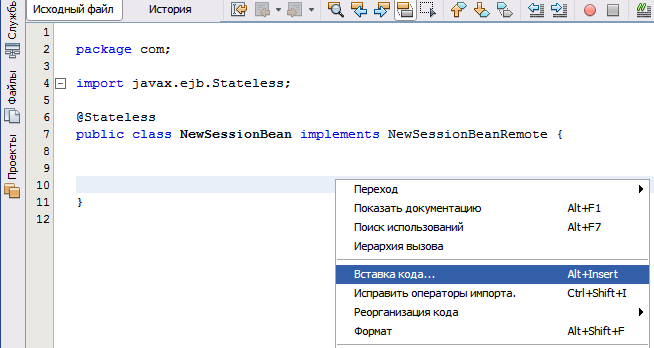 Исходный файл История
Служб
Файлы
Проекты
1
2 package com;
3
4 import javax.ejb.Stateless;
5
6 @Stateless
7 public class NewSessionBean implements NewSessionBeanRemote {
8
9
10
11 }
12
Переход
Показать документацию Alt+F1
Поиск использований Alt+F7
Иерархия вызова
Вставка кода... Alt+Insert
Исправить операторы импорта. Ctrl+Shift+I
Реорганизация кода
Формат Alt+Shift+F